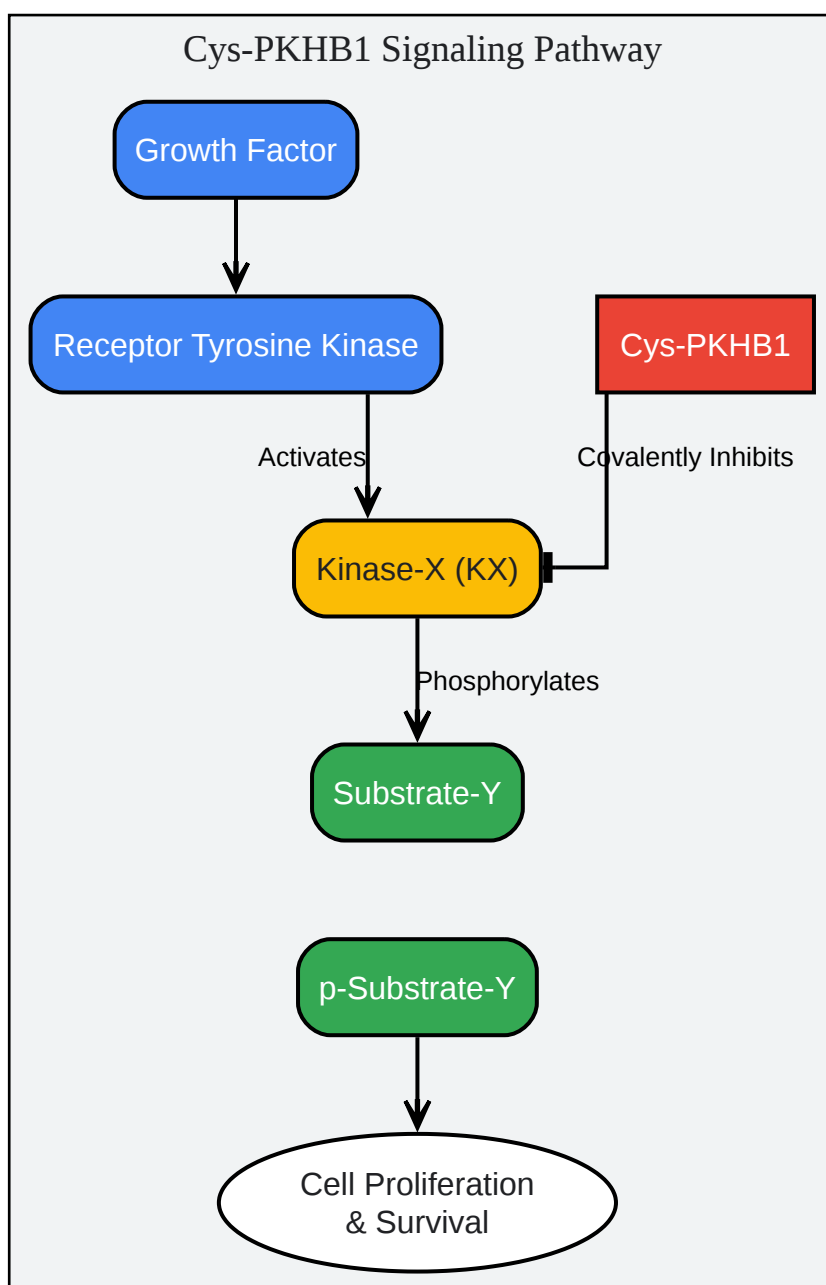 Cys-PKHB1 Signaling Pathway
Growth Factor
Receptor Tyrosine Kinase
Cys-PKHB1
Activates
Covalently Inhibits
Kinase-X (KX)
Phosphorylates
Substrate-Y
p-Substrate-Y
Cell Proliferation
& Survival